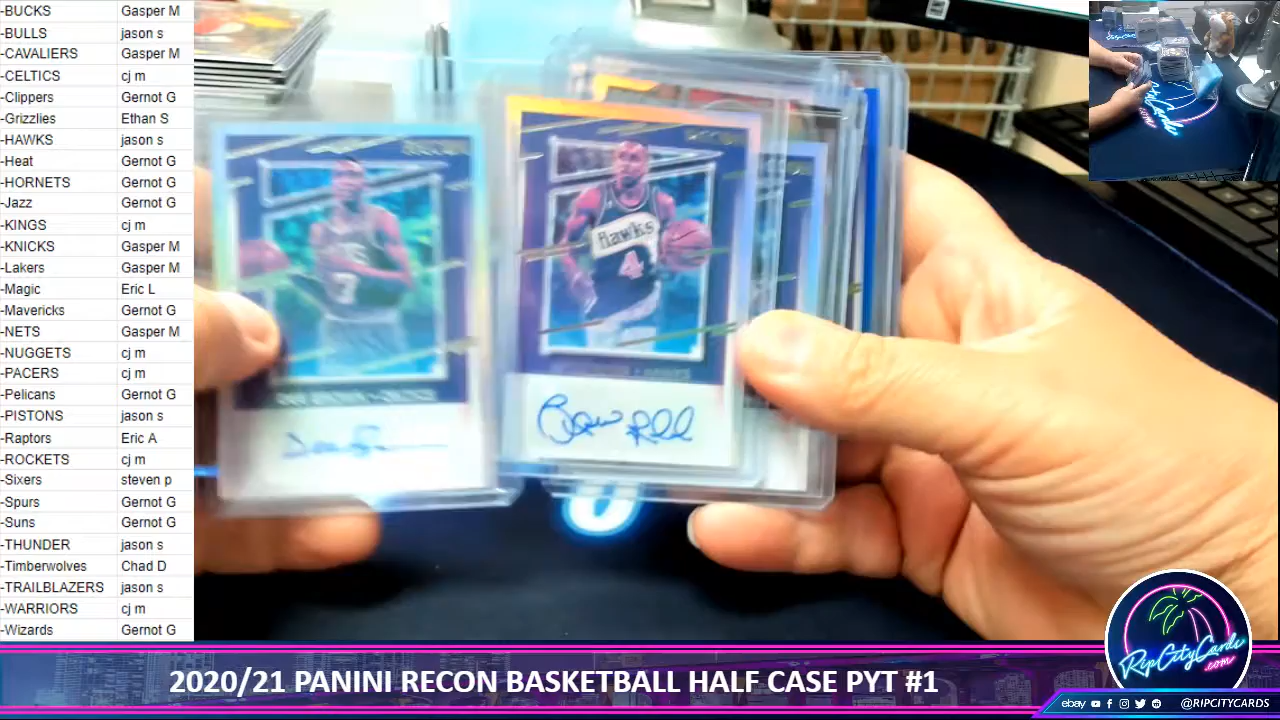 -BUCKS Gasper M
-BULLS jason s
-CAVALIERS Gasper M
-CELTICS cj m
-Clippers Gernot G
-Grizzlies Ethan S
-HAWKS jason s
-Heat Gernot G
-HORNETS Gernot G
-Jazz Gernot G
-KINGS cj m
-KNICKS Gasper M
-Lakers Gasper M
-Magic Eric L
-Mavericks Gernot G
-NETS Gasper M
-NUGGETS cj m
-PACERS cj m
-Pelicans Gernot G
-PISTONS jason s
-Raptors Eric A
-ROCKETS cj m
-Sixers steven p
-Spurs Gernot G
-Suns Gernot G
-THUNDER jason s
-Timberwolves Chad D
-TRAILBLAZERS jason s
-WARRIORS cj m
-Wizards Gernot G
Hawks
4
2020/21 PANINI RECON BASKETBALL HALF CASE PYT #1
RipCityCards
.com
ebay @RIPCITYCARDS